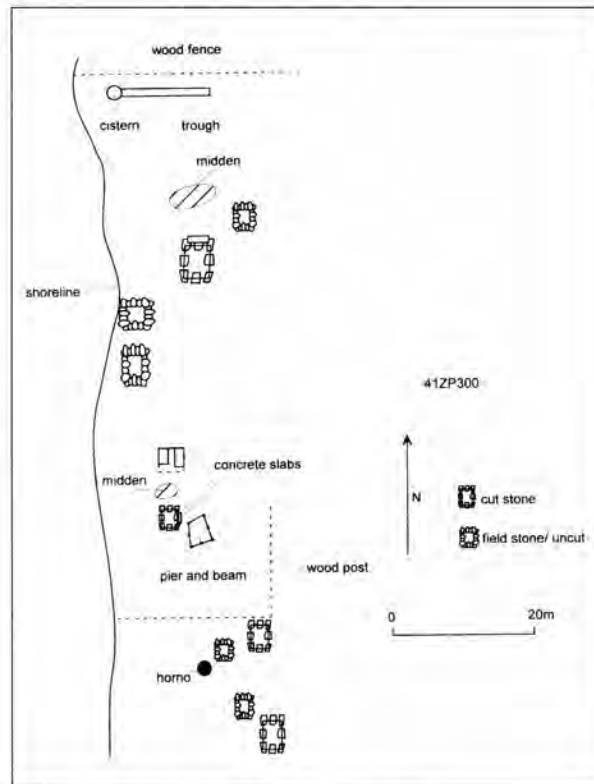 wood fence
cistern
trough
midden
shoreline
41ZP300
concrete slabs
midden
N
cut stone
field stone/ uncut
pier and beam
wood post
0
20m
horno